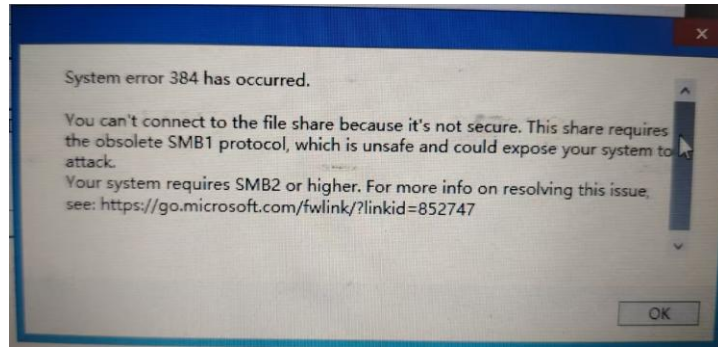 System error 384 has occurred.
You can't connect to the file share because it's not secure. This share requires
the obsolete SMB1 protocol, which is unsafe and could expose your system to
attack.
Your system requires SMB2 or higher. For more info on resolving this issue,
see: https://go.microsoft.com/fwlink/?linkid=852747
OK